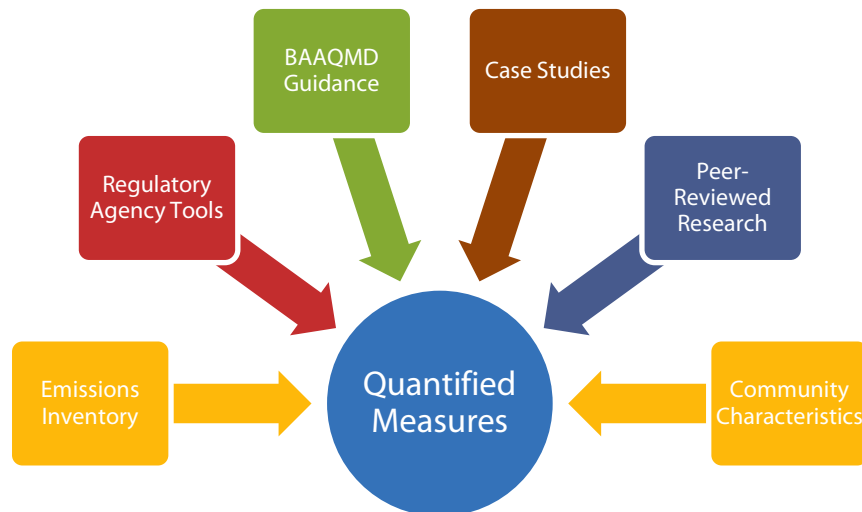 BAAQMD
Guidance
Case Studies
Regulatory
Agency Tools
Peer-
Reviewed
Research
Emissions
Inventory
Quantified
Measures
Community
Characteristics